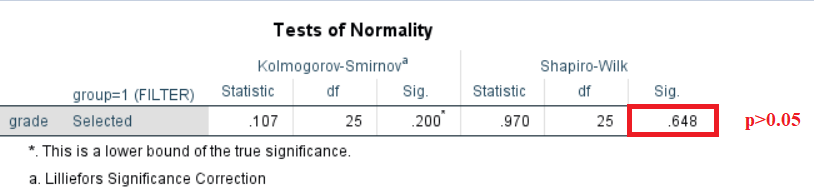 Tests of Normality
Kolmogorov-Smirnovᵃ Shapiro-Wilk
group=1 (FILTER) Statistic df Sig. Statistic df Sig.
grade Selected .107 25 .200* .970 25 .648 p>0.05
*. This is a lower bound of the true significance.
a. Lilliefors Significance Correction